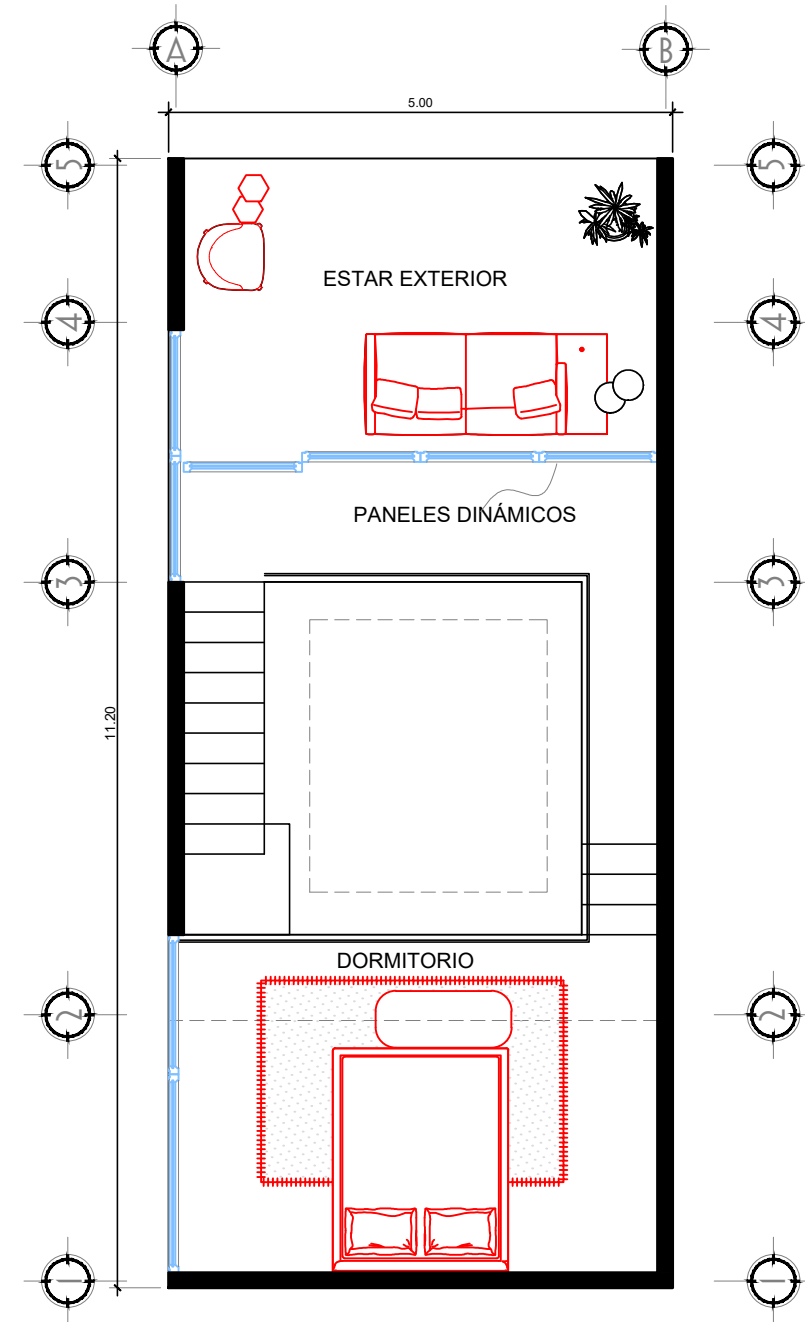 A
B
5.00
5
5
ESTAR EXTERIOR
4
4
PANELES DINÁMICOS
3
3
11.20
DORMITORIO
2
2
1
1